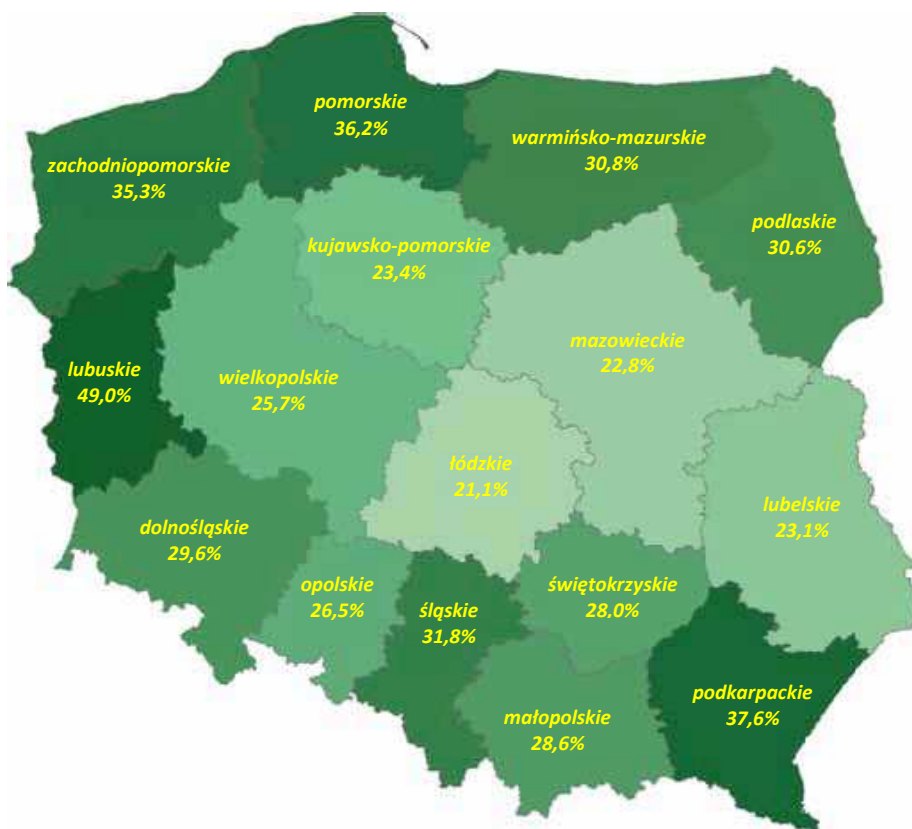 pomorskie
36,2%
warmińsko-mazurskie
30,8%
zachodniopomorskie
35,3%
podlaskie
30,6%
kujawsko-pomorskie
23,4%
mazowieckie
22,8%
lubuskie
49,0%
wielkopolskie
25,7%
łódzkie
21,1%
lubelskie
23,1%
dolnośląskie
29,6%
opolskie
26,5%
śląskie
31,8%
świętokrzyskie
28,0%
podkarpackie
37,6%
małopolskie
28,6%